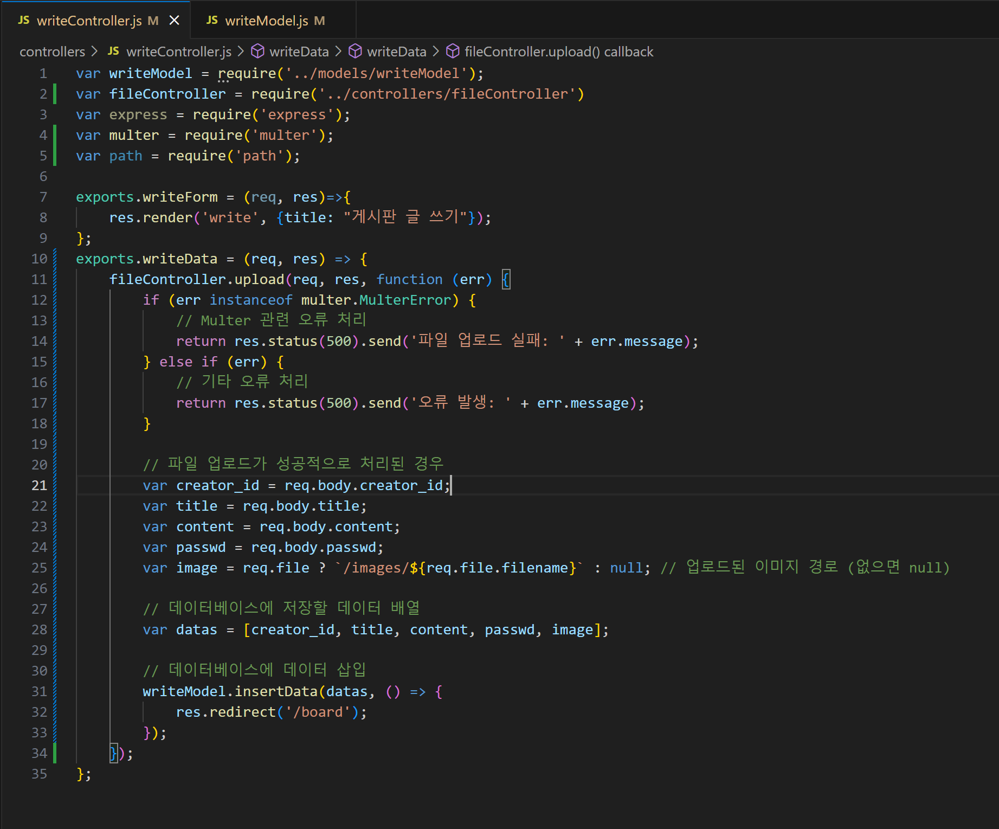 JS writeController.js M × JS writeModel.js M
controllers > JS writeController.js > writeData > writeData > fileController.upload() callback
1 var writeModel = require('../models/writeModel');
2 var fileController = require('../controllers/fileController')
3 var express = require('express');
4 var multer = require('multer');
5 var path = require('path');
6
7 exports.writeForm = (req, res)=>{
8     res.render('write', {title: "게시판 글 쓰기"});
9 };
10 exports.writeData = (req, res) => {
11     fileController.upload(req, res, function (err) {
12         if (err instanceof multer.MulterError) {
13             // Multer 관련 오류 처리
14             return res.status(500).send('파일 업로드 실패: ' + err.message);
15         } else if (err) {
16             // 기타 오류 처리
17             return res.status(500).send('오류 발생: ' + err.message);
18         }
19
20         // 파일 업로드가 성공적으로 처리된 경우
21         var creator_id = req.body.creator_id;
22         var title = req.body.title;
23         var content = req.body.content;
24         var passwd = req.body.passwd;
25         var image = req.file ? `/images/${req.file.filename}` : null; // 업로드된 이미지 경로 (없으면 null)
26
27         // 데이터베이스에 저장할 데이터 배열
28         var datas = [creator_id, title, content, passwd, image];
29
30         // 데이터베이스에 데이터 삽입
31         writeModel.insertData(datas, () => {
32             res.redirect('/board');
33         });
34     });
35 };